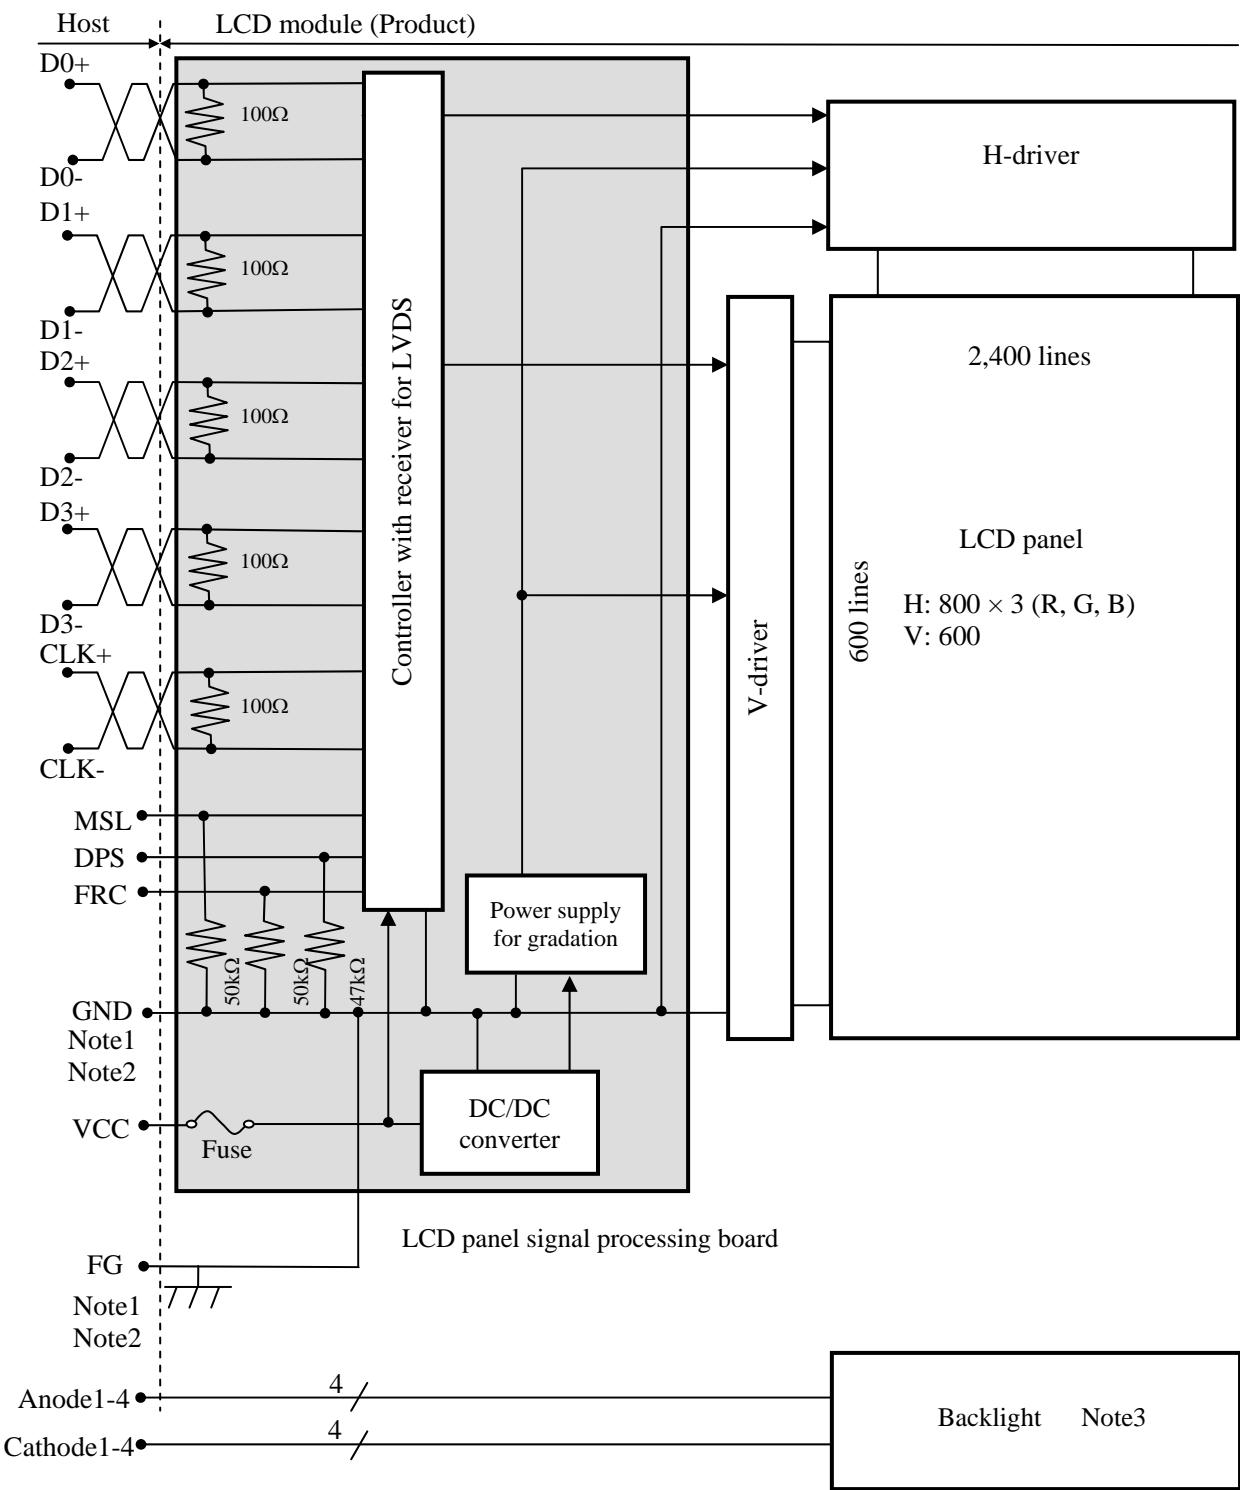 Host
LCD module (Product)
D0+
100Ω
D0-
H-driver
D1+
100Ω
D1-
D2+
100Ω
D2-
D3+
100Ω
D3-
CLK+
100Ω
CLK-
Controller with receiver for LVDS
2,400 lines
600 lines
LCD panel
H: 800 × 3 (R, G, B)
V: 600
V-driver
MSL
DPS
FRC
50kΩ
50kΩ
47kΩ
Power supply
for gradation
GND
Note1
Note2
VCC
Fuse
DC/DC
converter
LCD panel signal processing board
FG
Note1
Note2
Anode1-4
4
Cathode1-4
4
Backlight Note3